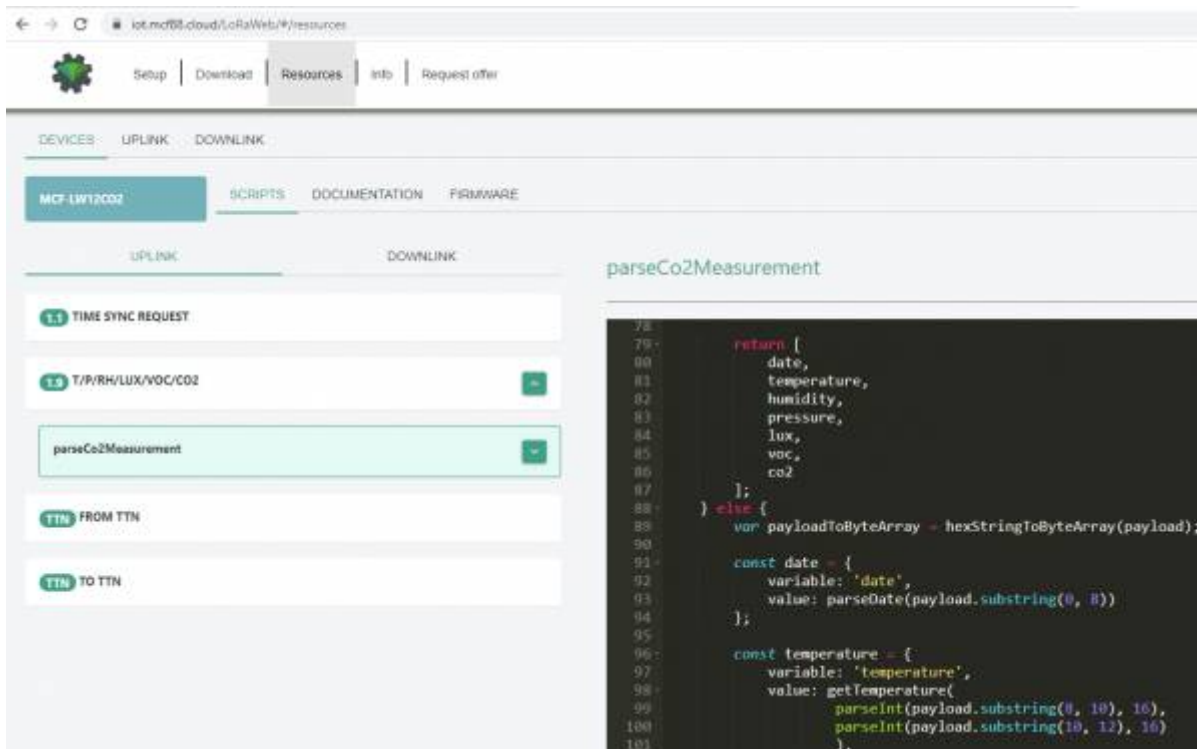 iot.mcf88.cloud/LoRaWeb/#/resources
Setup Download Resources Info Request offer
DEVICES UPLINK DOWNLINK
MCF-LW12CO2 SCRIPTS DOCUMENTATION FIRMWARE
UPLINK DOWNLINK
parseCo2Measurement
1.1 TIME SYNC REQUEST
1.9 T/P/RH/LUX/VOC/CO2
parseCo2Measurement
TTN FROM TTN
TTN TO TTN
78
79 return [
80 date,
81 temperature,
82 humidity,
83 pressure,
84 lux,
85 voc,
86 co2
87 ];
88 } else {
89 var payloadToByteArray = hexStringToByteArray(payload);
90
91 const date = {
92 variable: 'date',
93 value: parseDate(payload.substring(0, 8))
94 };
95
96 const temperature = {
97 variable: 'temperature',
98 value: getTemperature(
99 parseInt(payload.substring(8, 10), 16),
100 parseInt(payload.substring(10, 12), 16)
101 ),